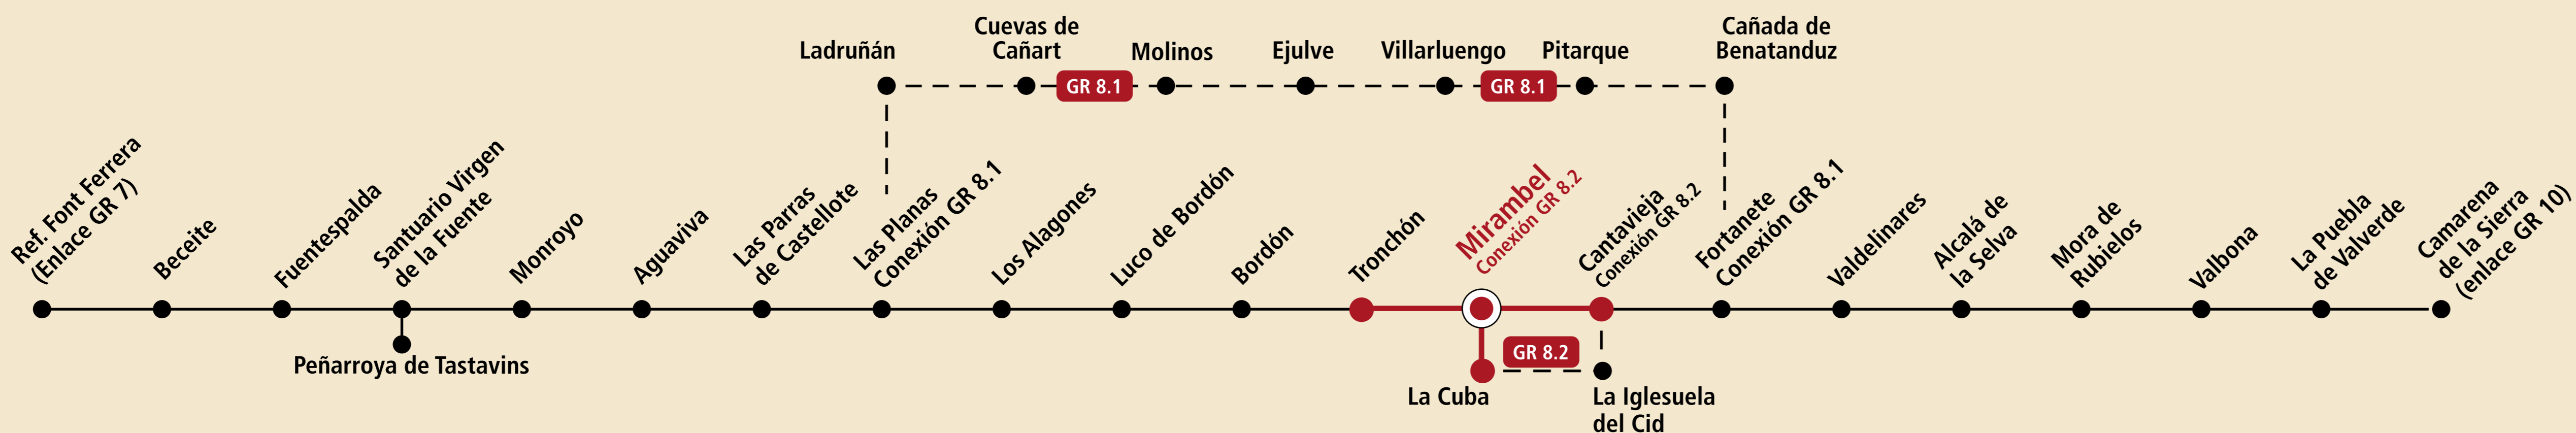 Ladruñán
Cuevas de
Cañart
Molinos
Ejulve
Villarluengo
Pitarque
Cañada de
Benatanduz
GR 8.1
GR 8.1
Ref. Font Ferrera
(Enlace GR 7)
Beceite
Fuentespalda
Santuario Virgen
de la Fuente
Monroyo
Aguaviva
Las Parras
de Castellote
Las Planas
Conexión GR 8.1
Los Alagones
Luco de Bordón
Bordón
Tronchón
Mirambel
Conexión GR 8.2
Cantavieja
Conexión GR 8.2
Fortanete
Conexión GR 8.1
Valdelinares
Alcalá de
la Selva
Mora de
Rubielos
Valbona
La Puebla
de Valverde
Camarena
de la Sierra
(enlace GR 10)
Peñarroya de Tastavins
GR 8.2
La Cuba
La Iglesuela
del Cid